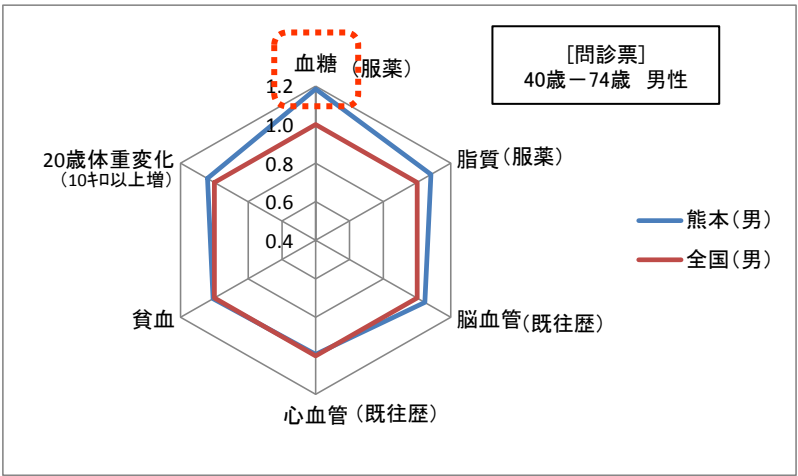 [問診票]
40歳－74歳 男性
血糖（服薬）
1.2
1.0
0.8
0.6
0.4
脂質（服薬）
脳血管（既往歴）
心血管（既往歴）
貧血
20歳体重変化
（10ｷﾛ以上増）
熊本（男）
全国（男）